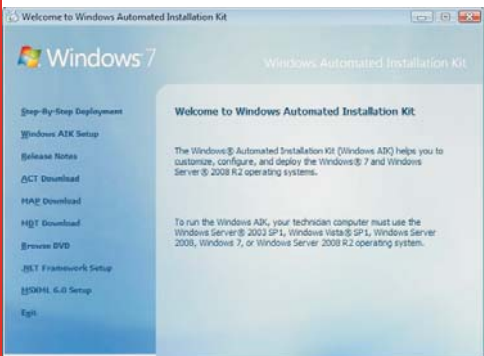 Welcome to Windows Automated Installation Kit
Windows 7
Windows Automated Installation Kit
Step-By-Step Deployment
Windows AIK Setup
Release Notes
ACT Download
MAP Download
MDT Download
Browse DVD
.NET Framework Setup
MSXML 6.0 Setup
Exit
Welcome to Windows Automated Installation Kit
The Windows® Automated Installation Kit (Windows AIK) helps you to
customize, configure, and deploy the Windows® 7 and Windows
Server® 2008 R2 operating systems.
To run the Windows AIK, your technician computer must use the
Windows Server® 2003 SP1, Windows Vista® SP1, Windows Server
2008, Windows 7, or Windows Server 2008 R2 operating system.